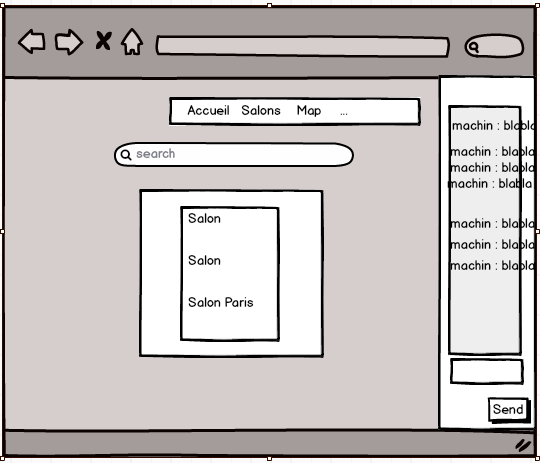 Accueil Salons Map ...
search
Salon
Salon
Salon Paris
machin : blabla
machin : blabla
machin : blabla
machin : blabla
machin : blabla
machin : blabla
machin : blabla
Send